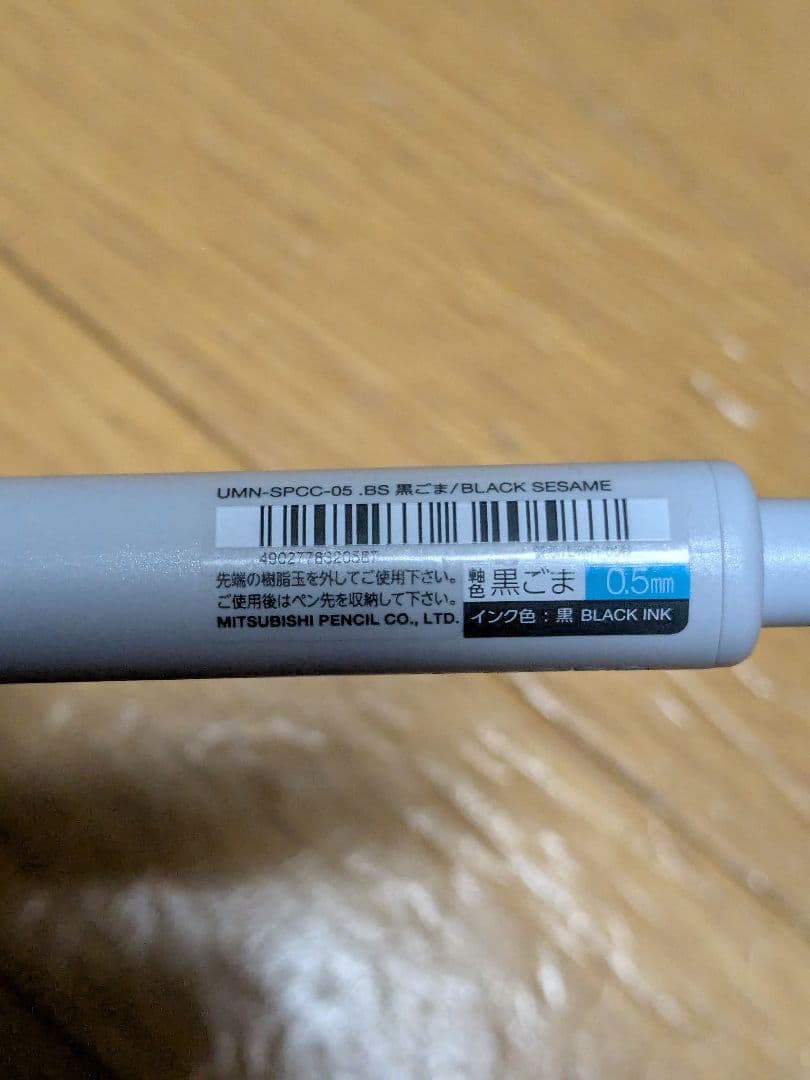 UMN-SPCC-05 .BS 黒ごま/BLACK SESAME
先端の樹脂玉を外してご使用下さい。
ご使用後はペン先を収納して下さい。
MITSUBISHI PENCIL CO., LTD.
軸色 黒ごま 0.5mm
インク色 : 黒 BLACK INK